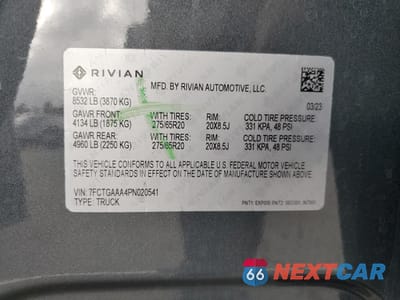 RIVIAN
MFD. BY RIVIAN AUTOMOTIVE, LLC.
03/23
GVWR:
8532 LB (3870 KG)
GAWR FRONT: WITH TIRES: RIM: COLD TIRE PRESSURE:
4134 LB (1875 KG) 275/65R20 20X8.5J 331 KPA, 48 PSI
GAWR REAR: WITH TIRES: RIM: COLD TIRE PRESSURE:
4960 LB (2250 KG) 275/65R20 20X8.5J 331 KPA, 48 PSI
THIS VEHICLE CONFORMS TO ALL APPLICABLE U.S. FEDERAL MOTOR VEHICLE
SAFETY STANDARDS IN EFFECT ON THE DATE OF MANUFACTURE SHOWN ABOVE.
VIN: 7FCTGAAA4PN020541
TYPE: TRUCK
66 NEXTCAR